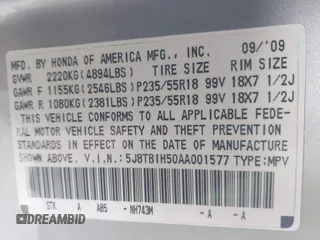 MFD. BY HONDA OF AMERICA MFG., INC. 09/'09
GVWR 2220KG(4894LBS) TIRE SIZE RIM SIZE
GAWR F 1155KG(2546LBS)P235/55R18 99V 18X7 1/2J
GAWR R 1080KG(2381LBS)P235/55R18 99V 18X7 1/2J
THIS VEHICLE CONFORMS TO ALL APPLICABLE FEDE-
RAL MOTOR VEHICLE SAFETY AND THEFT PREVENTION
STANDARDS IN EFFECT ON THE DATE OF MANUFACTURE
SHOWN ABOVE. V.I.N.:5J8TB1H50AA001577 TYPE:MPV
STK A A85 - NH743M - A - A
DREAMBID